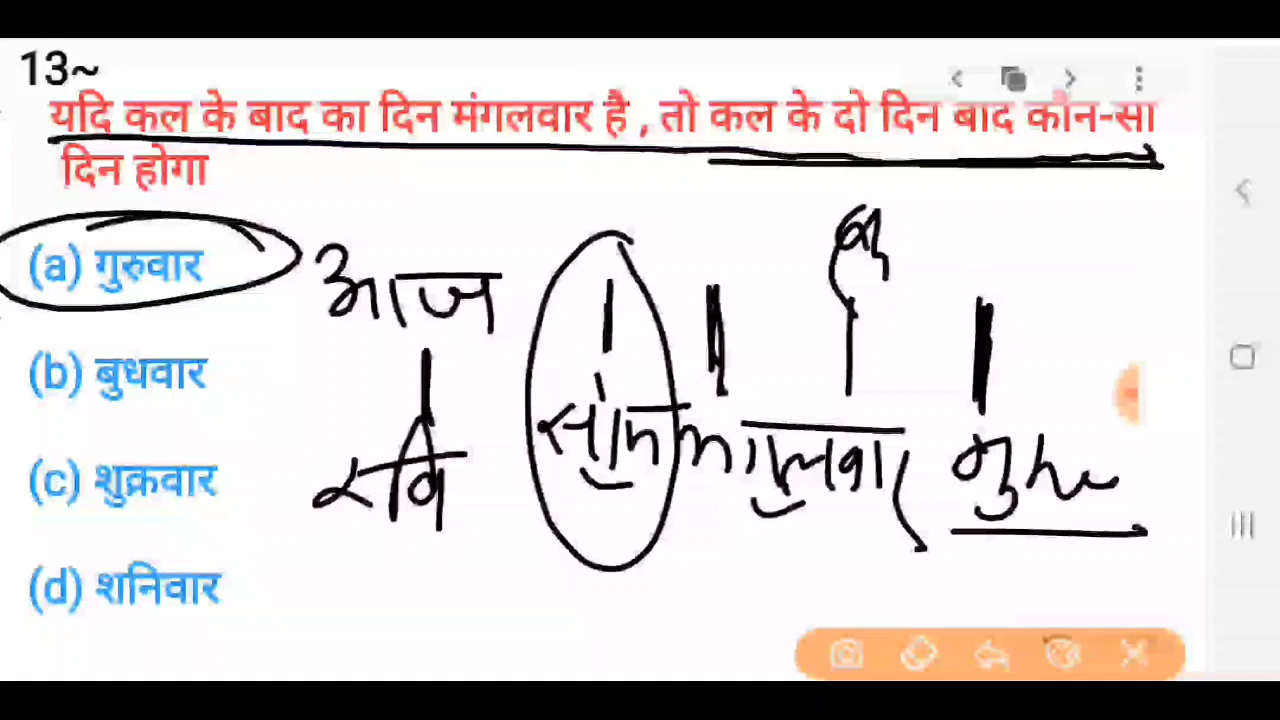 13~
यदि कल के बाद का दिन मंगलवार है , तो कल के दो दिन बाद कौन-सा
दिन होगा
(a) गुरुवार
आज
(b) बुधवार
रवि सोम मंगलवार गुरु
(c) शुक्रवार
(d) शनिवार